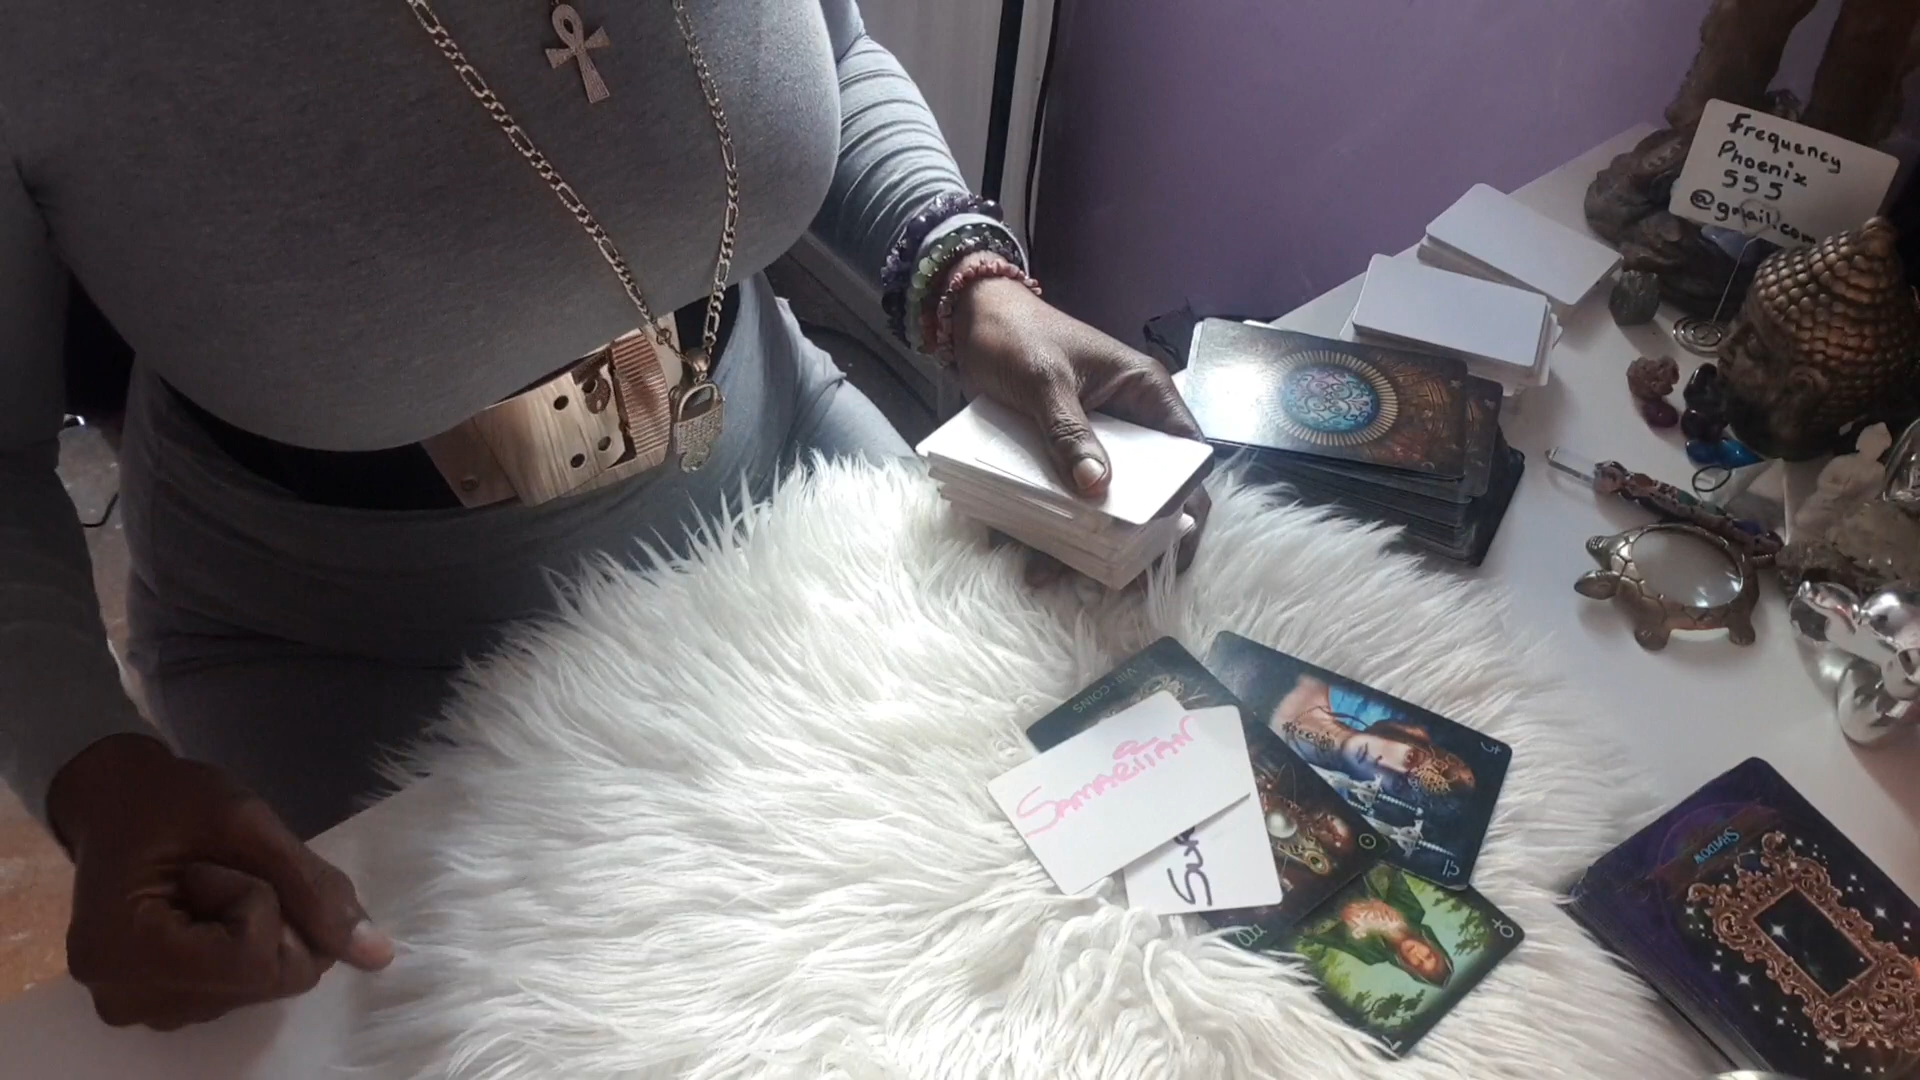 Frequency
Phoenix
555
@gmail.com
VIII · COINS
SAMARITAN
SHADOW